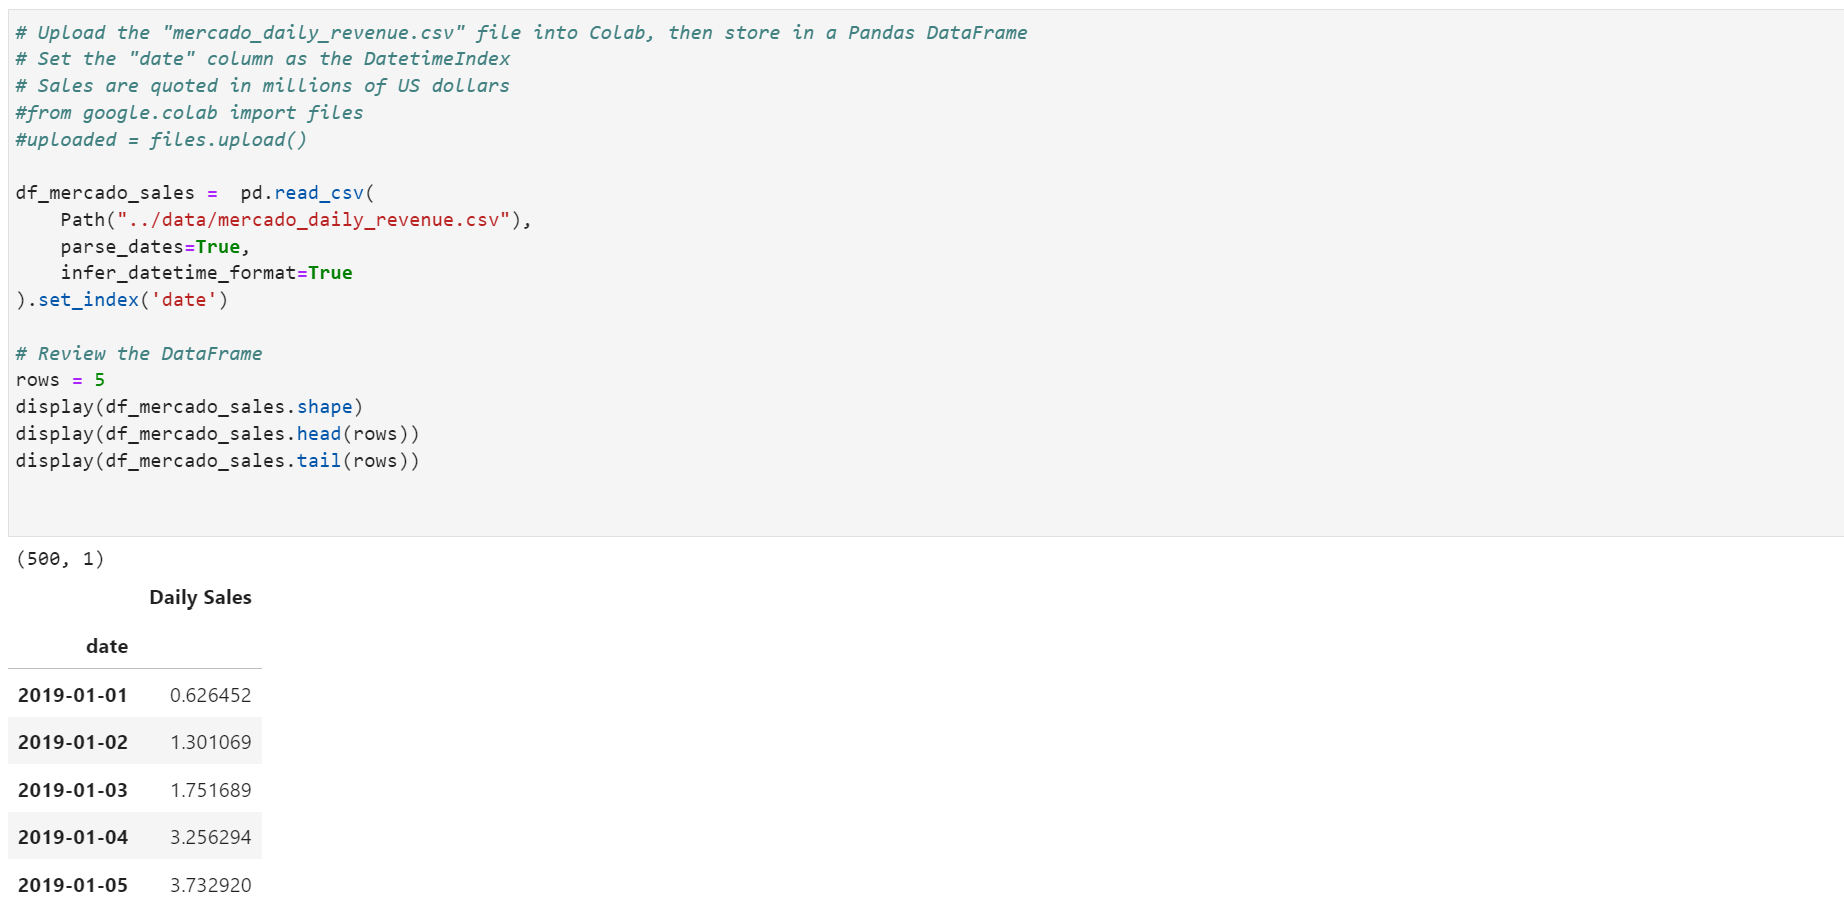 # Upload the "mercado_daily_revenue.csv" file into Colab, then store in a Pandas DataFrame
# Set the "date" column as the DatetimeIndex
# Sales are quoted in millions of US dollars
#from google.colab import files
#uploaded = files.upload()
df_mercado_sales =  pd.read_csv(
    Path("../data/mercado_daily_revenue.csv"),
    parse_dates=True,
    infer_datetime_format=True
).set_index('date')
# Review the DataFrame
rows = 5
display(df_mercado_sales.shape)
display(df_mercado_sales.head(rows))
display(df_mercado_sales.tail(rows))
(500, 1)
Daily Sales
date
2019-01-01 0.626452
2019-01-02 1.301069
2019-01-03 1.751689
2019-01-04 3.256294
2019-01-05 3.732920